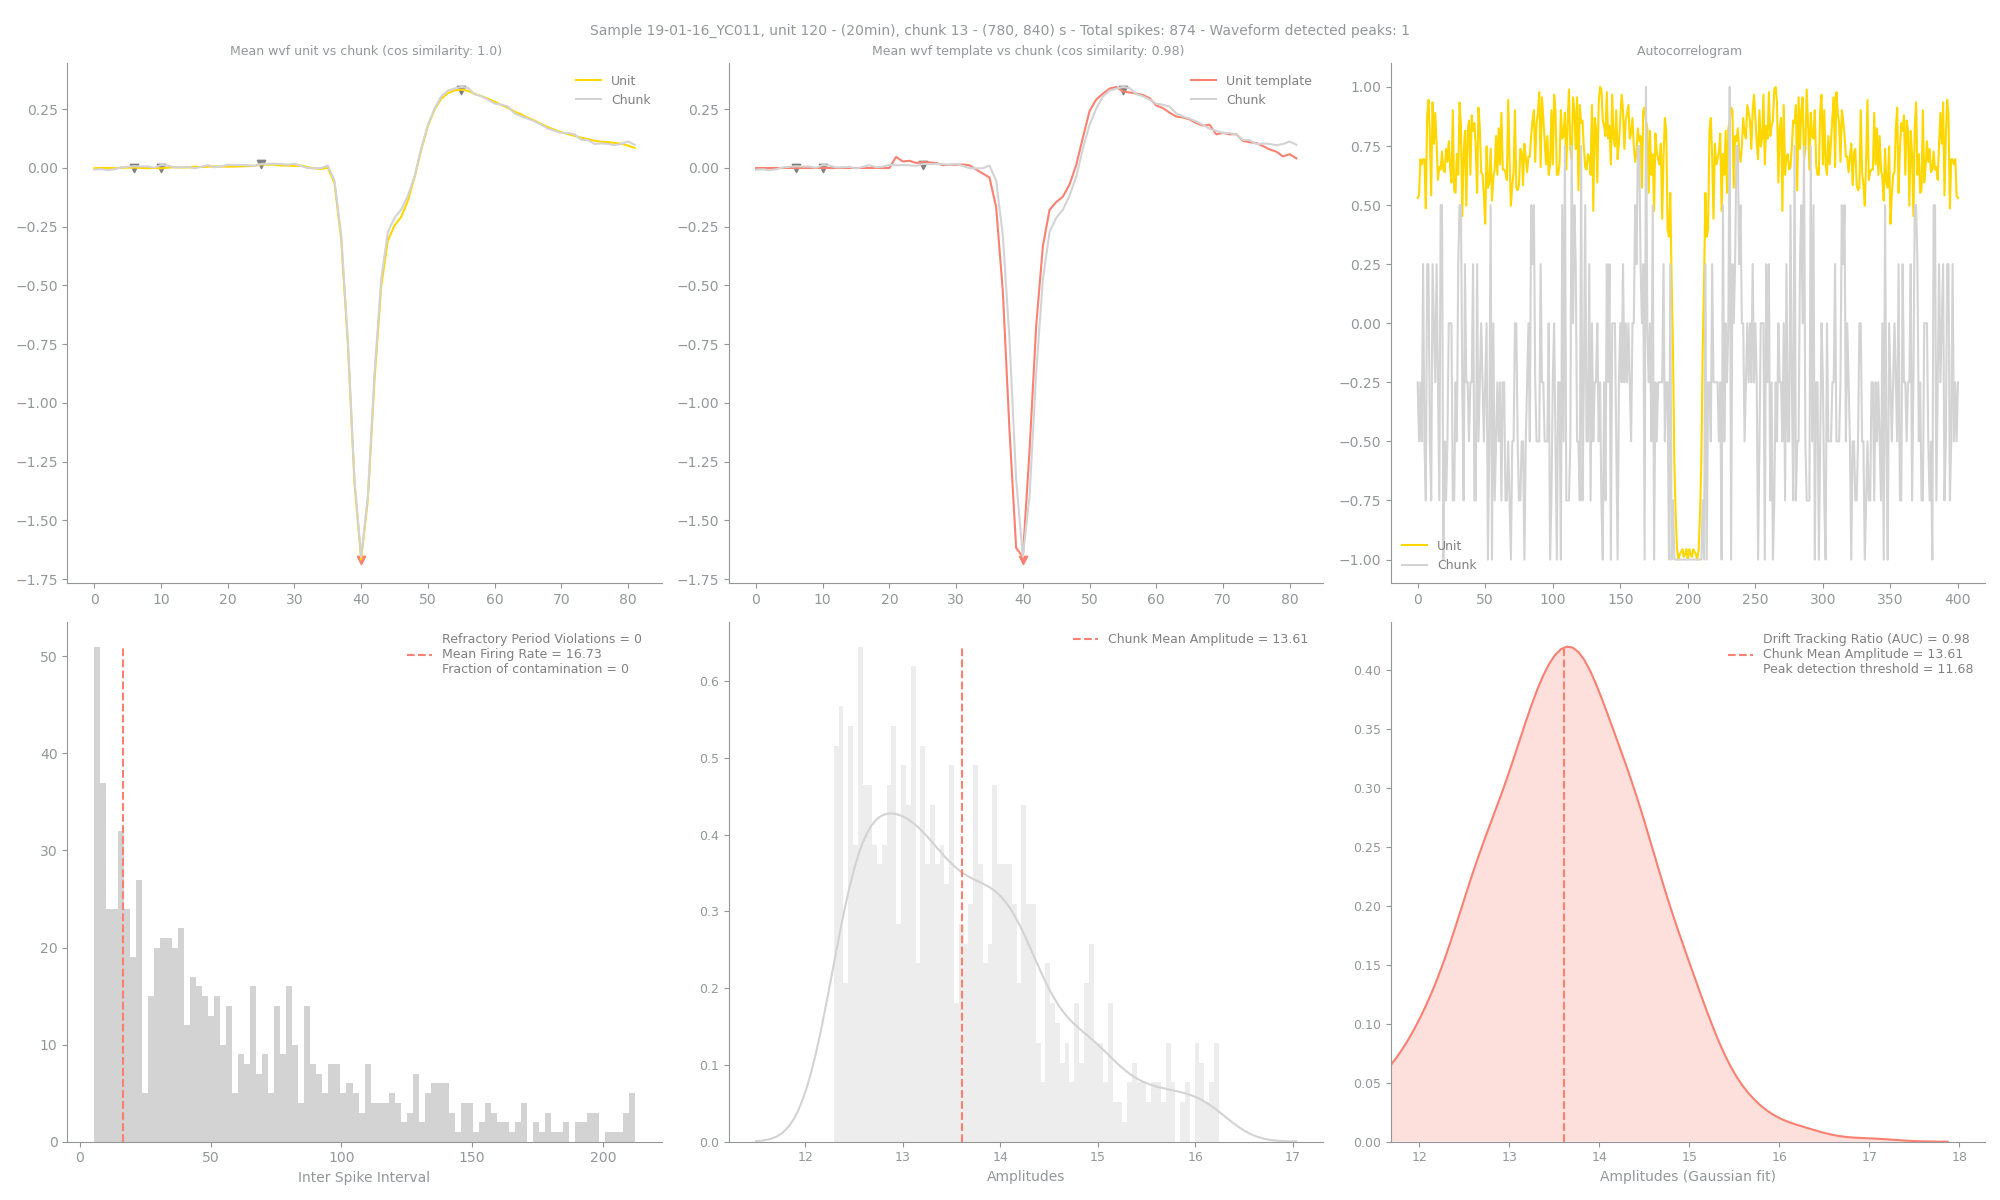 Sample 19-01-16_YC011, unit 120 - (20min), chunk 13 - (780, 840) s - Total spikes: 874 - Waveform detected peaks: 1
Mean wvf unit vs chunk (cos similarity: 1.0)
Unit
Chunk
0.25
0.00
−0.25
−0.50
−0.75
−1.00
−1.25
−1.50
−1.75
0 10 20 30 40 50 60 70 80
Mean wvf template vs chunk (cos similarity: 0.98)
Unit template
Chunk
0.25
0.00
−0.25
−0.50
−0.75
−1.00
−1.25
−1.50
−1.75
0 10 20 30 40 50 60 70 80
Autocorrelogram
1.00
0.75
0.50
0.25
0.00
−0.25
−0.50
−0.75
−1.00
Unit
Chunk
0 50 100 150 200 250 300 350 400
Refractory Period Violations = 0
Mean Firing Rate = 16.73
Fraction of contamination = 0
50
40
30
20
10
0
0 50 100 150 200
Inter Spike Interval
Chunk Mean Amplitude = 13.61
0.6
0.5
0.4
0.3
0.2
0.1
0.0
12 13 14 15 16 17
Amplitudes
Drift Tracking Ratio (AUC) = 0.98
Chunk Mean Amplitude = 13.61
Peak detection threshold = 11.68
0.40
0.35
0.30
0.25
0.20
0.15
0.10
0.05
0.00
12 13 14 15 16 17 18
Amplitudes (Gaussian fit)